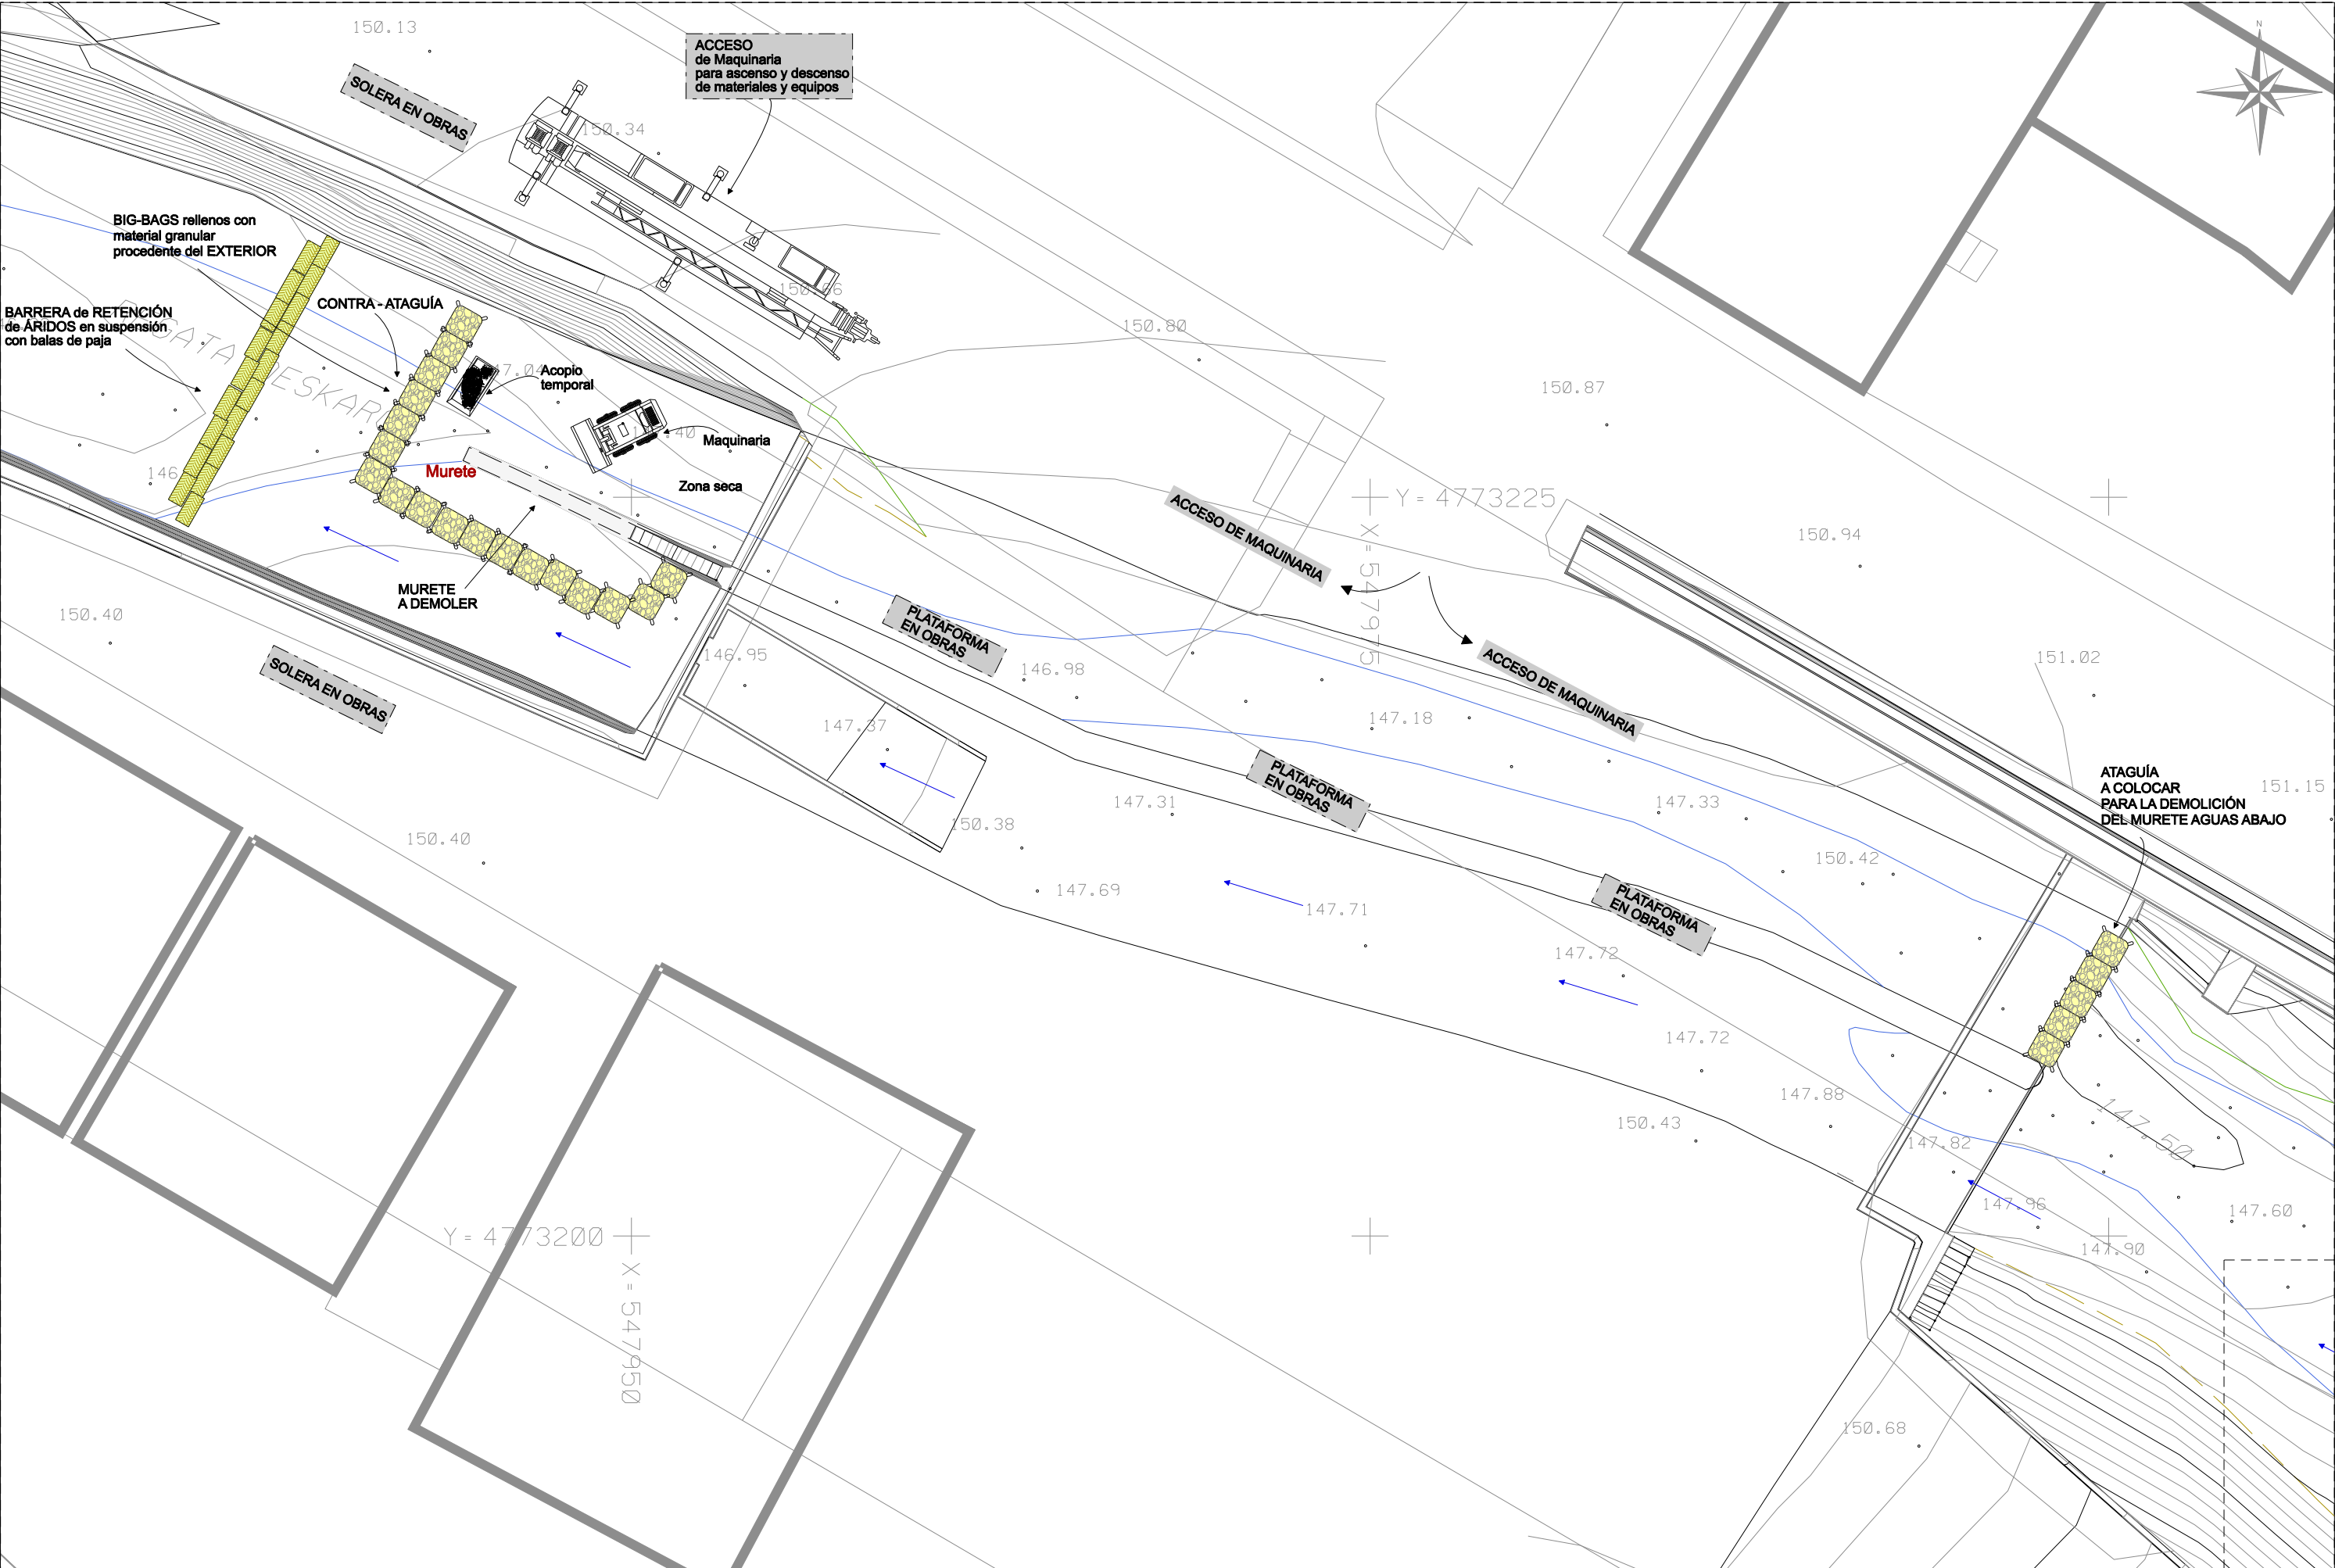 150.13
N
ACCESO
de Maquinaria
para ascenso y descenso
de materiales y equipos
SOLERA EN OBRAS
150.34
BIG-BAGS rellenos con
material granular
procedente del EXTERIOR
CONTRA - ATAGUÍA
BARRERA de RETENCIÓN
de ÁRIDOS en suspensión
con balas de paja
150.80
150.87
Acopio
temporal
Maquinaria
Murete
146
Zona seca
ACCESO DE MAQUINARIA
Y = 4773225
X = 547975
150.94
MURETE
A DEMOLER
150.40
PLATAFORMA
EN OBRAS
146.95
146.98
SOLERA EN OBRAS
ACCESO DE MAQUINARIA
151.02
147.18
147.37
PLATAFORMA
EN OBRAS
147.31
147.33
ATAGUÍA
A COLOCAR
PARA LA DEMOLICIÓN
DEL MURETE AGUAS ABAJO
151.15
150.38
150.40
150.42
147.69
147.71
PLATAFORMA
EN OBRAS
147.72
147.72
147.88
147.50
150.43
147.82
147.96
147.60
Y = 4773200
X = 547950
147.90
150.68